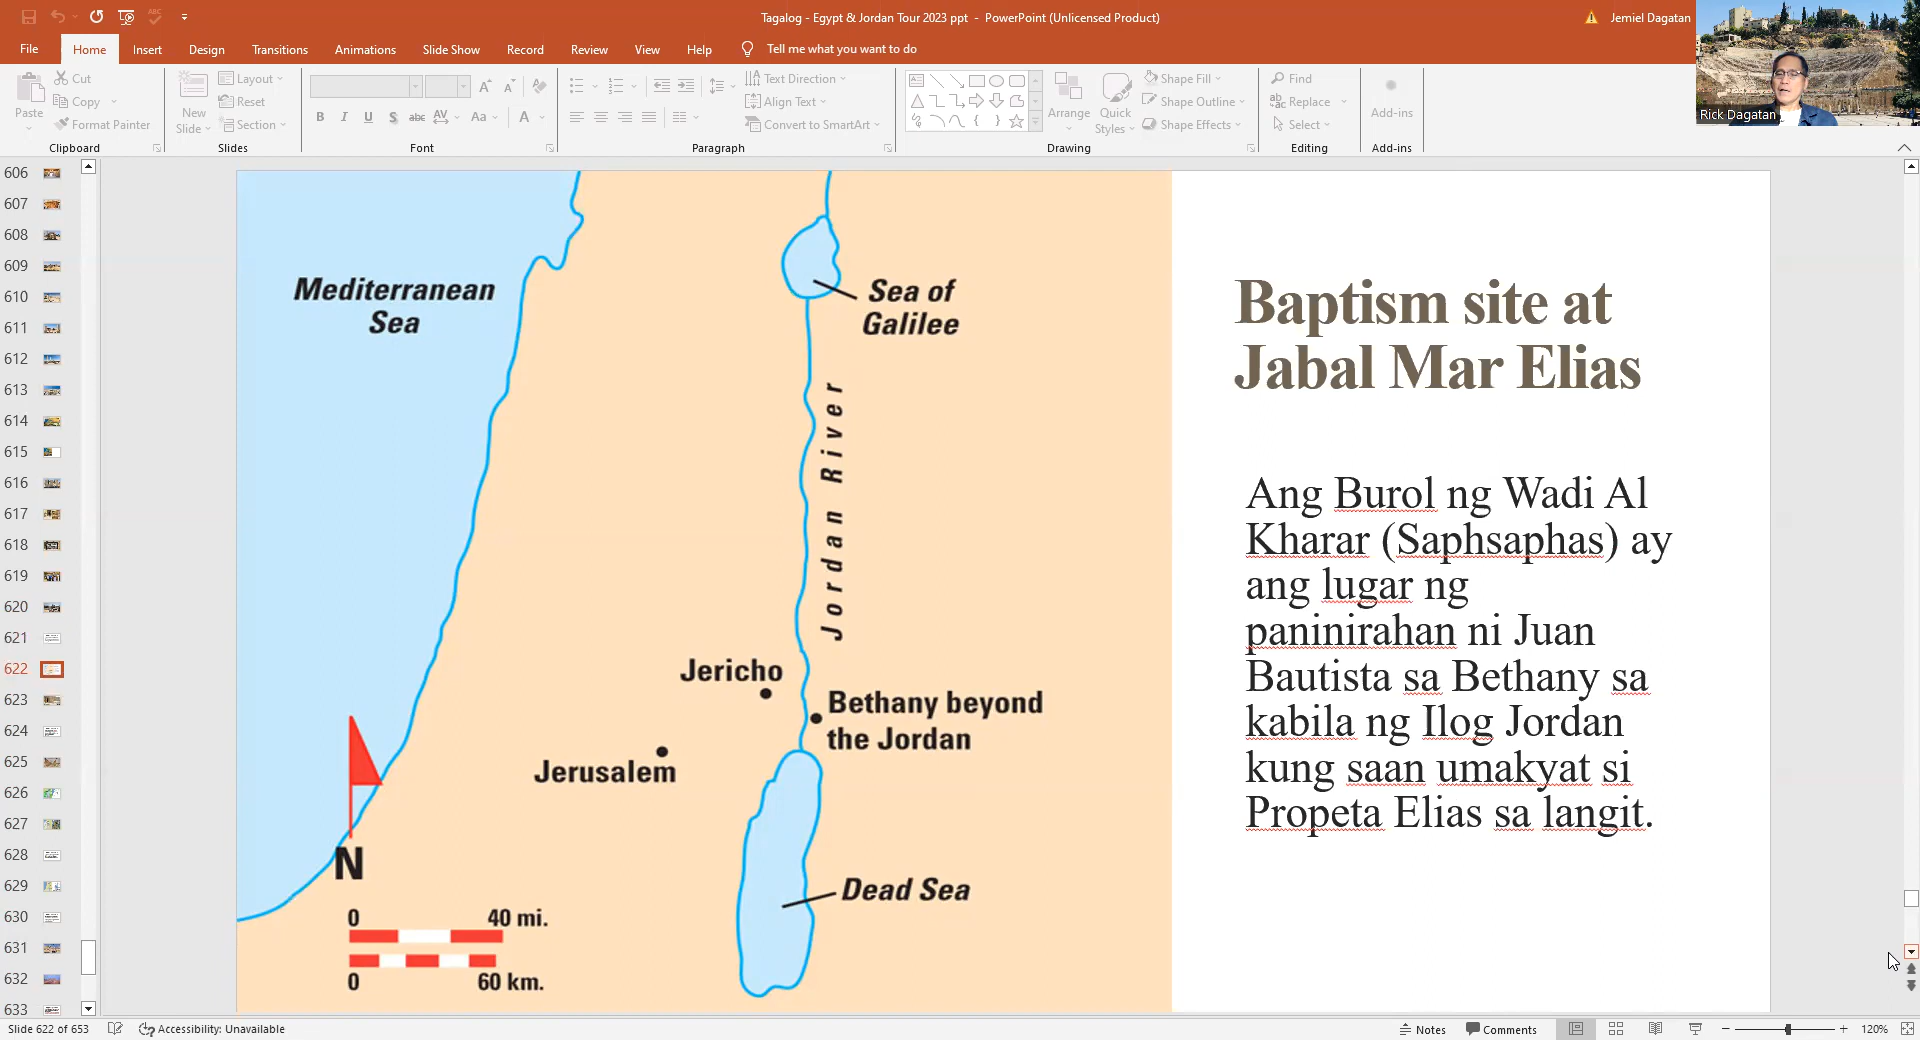 Tagalog - Egypt & Jordan Tour 2023 ppt - PowerPoint (Unlicensed Product)
Jemiel Dagatan
File Home Insert Design Transitions Animations Slide Show Record Review View Help Tell me what you want to do
Rick Dagatan
Paste
Cut
Copy
Format Painter
Clipboard
New
Slide
Layout
Reset
Section
Slides
B I U S abc AV Aa A
Font
Text Direction
Align Text
Convert to SmartArt
Paragraph
Arrange
Quick
Styles
Shape Fill
Shape Outline
Shape Effects
Drawing
Find
Replace
Select
Editing
Add-ins
Add-ins
606
607
608
609
610
611
612
613
614
615
616
617
618
619
620
621
622
623
624
625
626
627
628
629
630
631
632
633
Mediterranean
Sea
Sea of
Galilee
Jordan River
Jericho
Bethany beyond
the Jordan
Jerusalem
Dead Sea
N
0 40 mi.
0 60 km.
Baptism site at
Jabal Mar Elias
Ang Burol ng Wadi Al
Kharar (Saphsaphas) ay
ang lugar ng
paninirahan ni Juan
Bautista sa Bethany sa
kabila ng Ilog Jordan
kung saan umakyat si
Propeta Elias sa langit.
Slide 622 of 653 Accessibility: Unavailable Notes Comments 120%